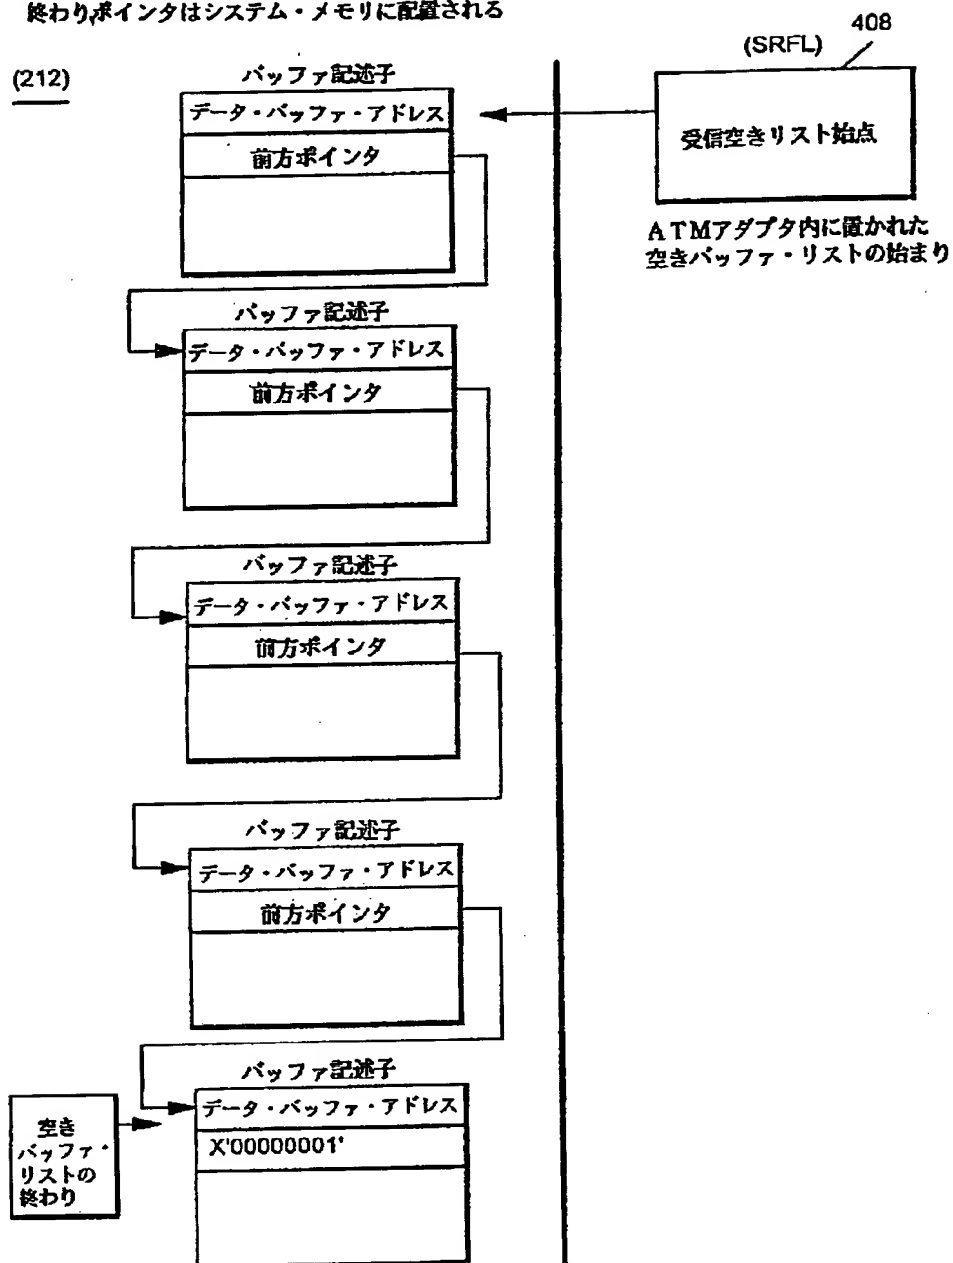 終わりポインタはシステム・メモリに配置される
408
(SRFL)
(212)
バッファ記述子
データ・バッファ・アドレス
前方ポインタ
受信空きリスト始点
ATMアダプタ内に置かれた
空きバッファ・リストの始まり
バッファ記述子
データ・バッファ・アドレス
前方ポインタ
バッファ記述子
データ・バッファ・アドレス
前方ポインタ
バッファ記述子
データ・バッファ・アドレス
前方ポインタ
バッファ記述子
データ・バッファ・アドレス
X'00000001'
空き
バッファ・
リストの
終わり